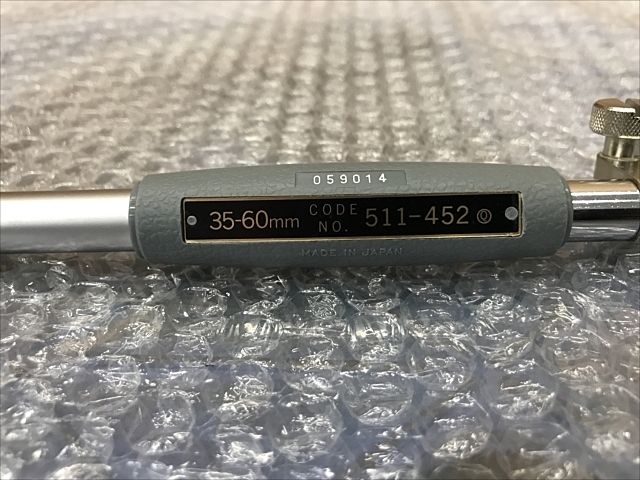 059014
35-60mm CODE NO. 511-452
MADE IN JAPAN